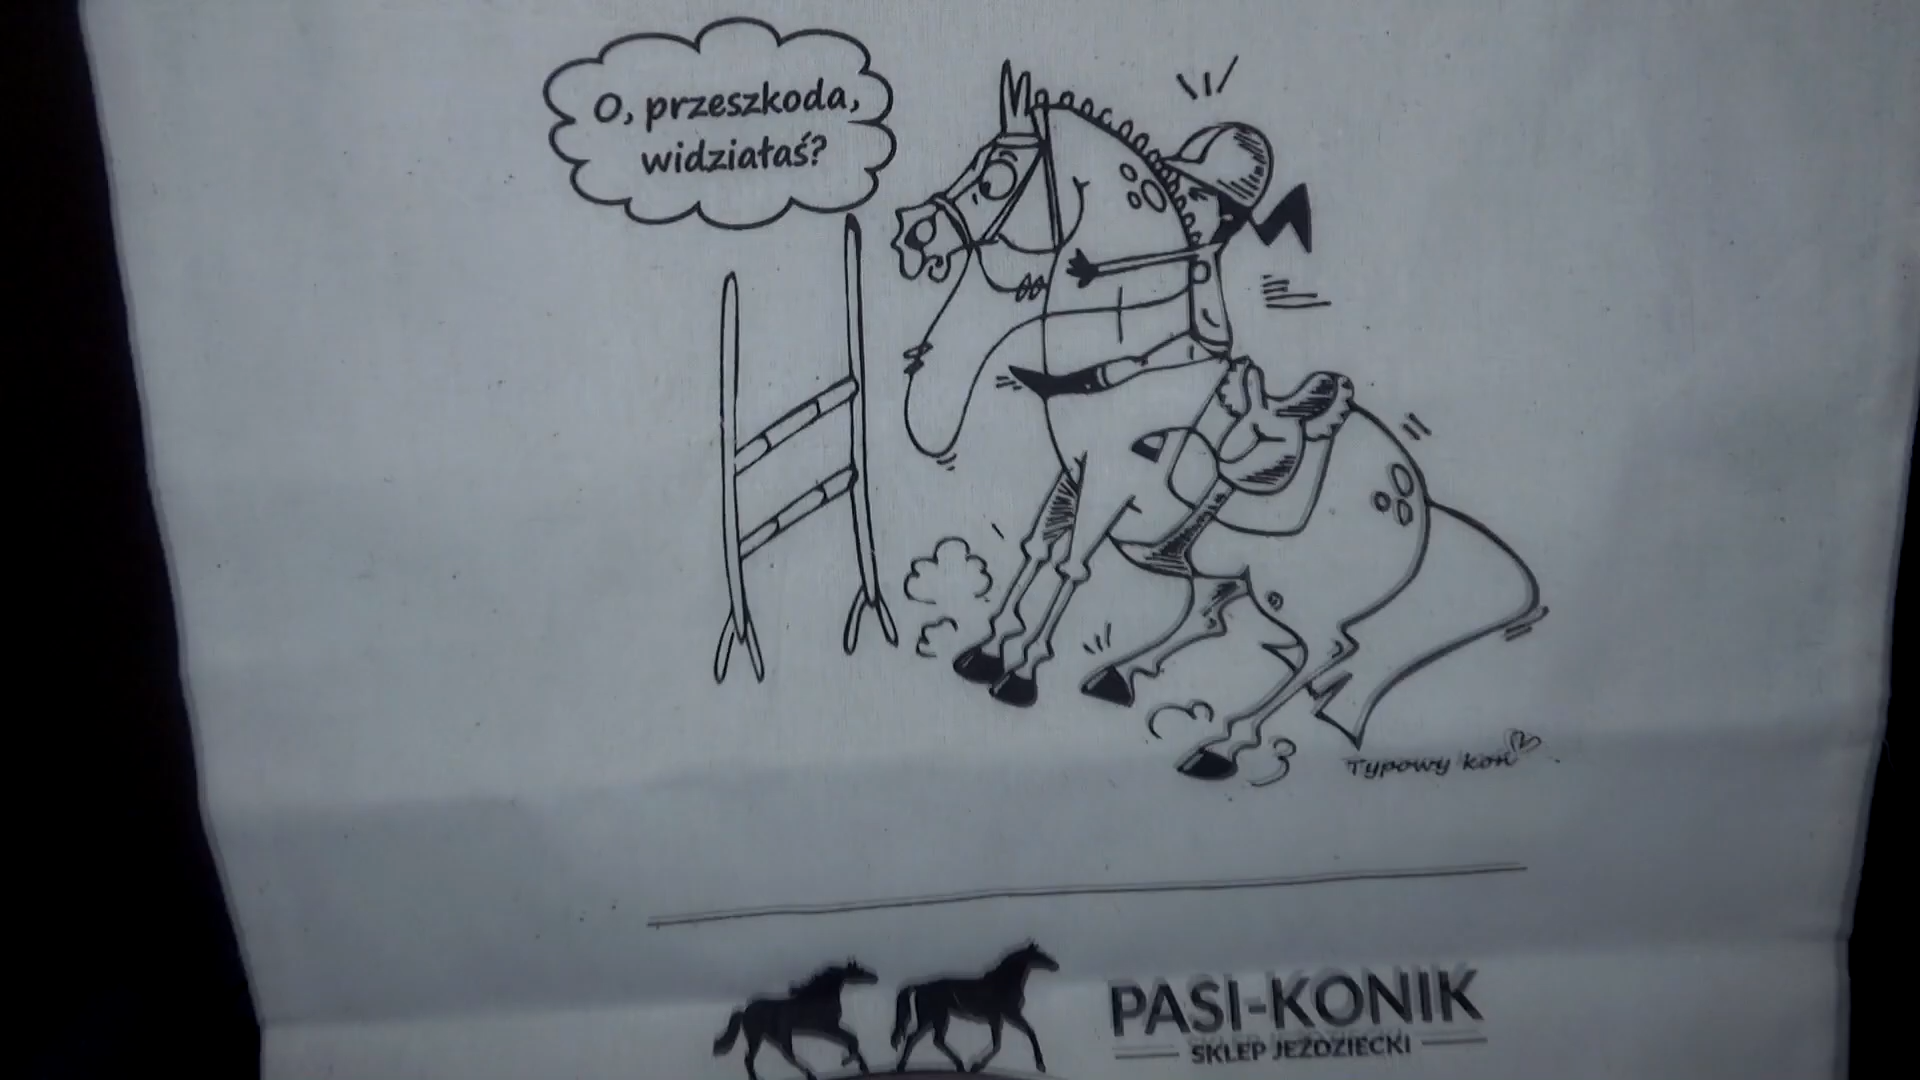 O, przeszkoda,
widziałaś?
Typowy koń
PASI-KONIK
SKLEP JEŹDZIECKI